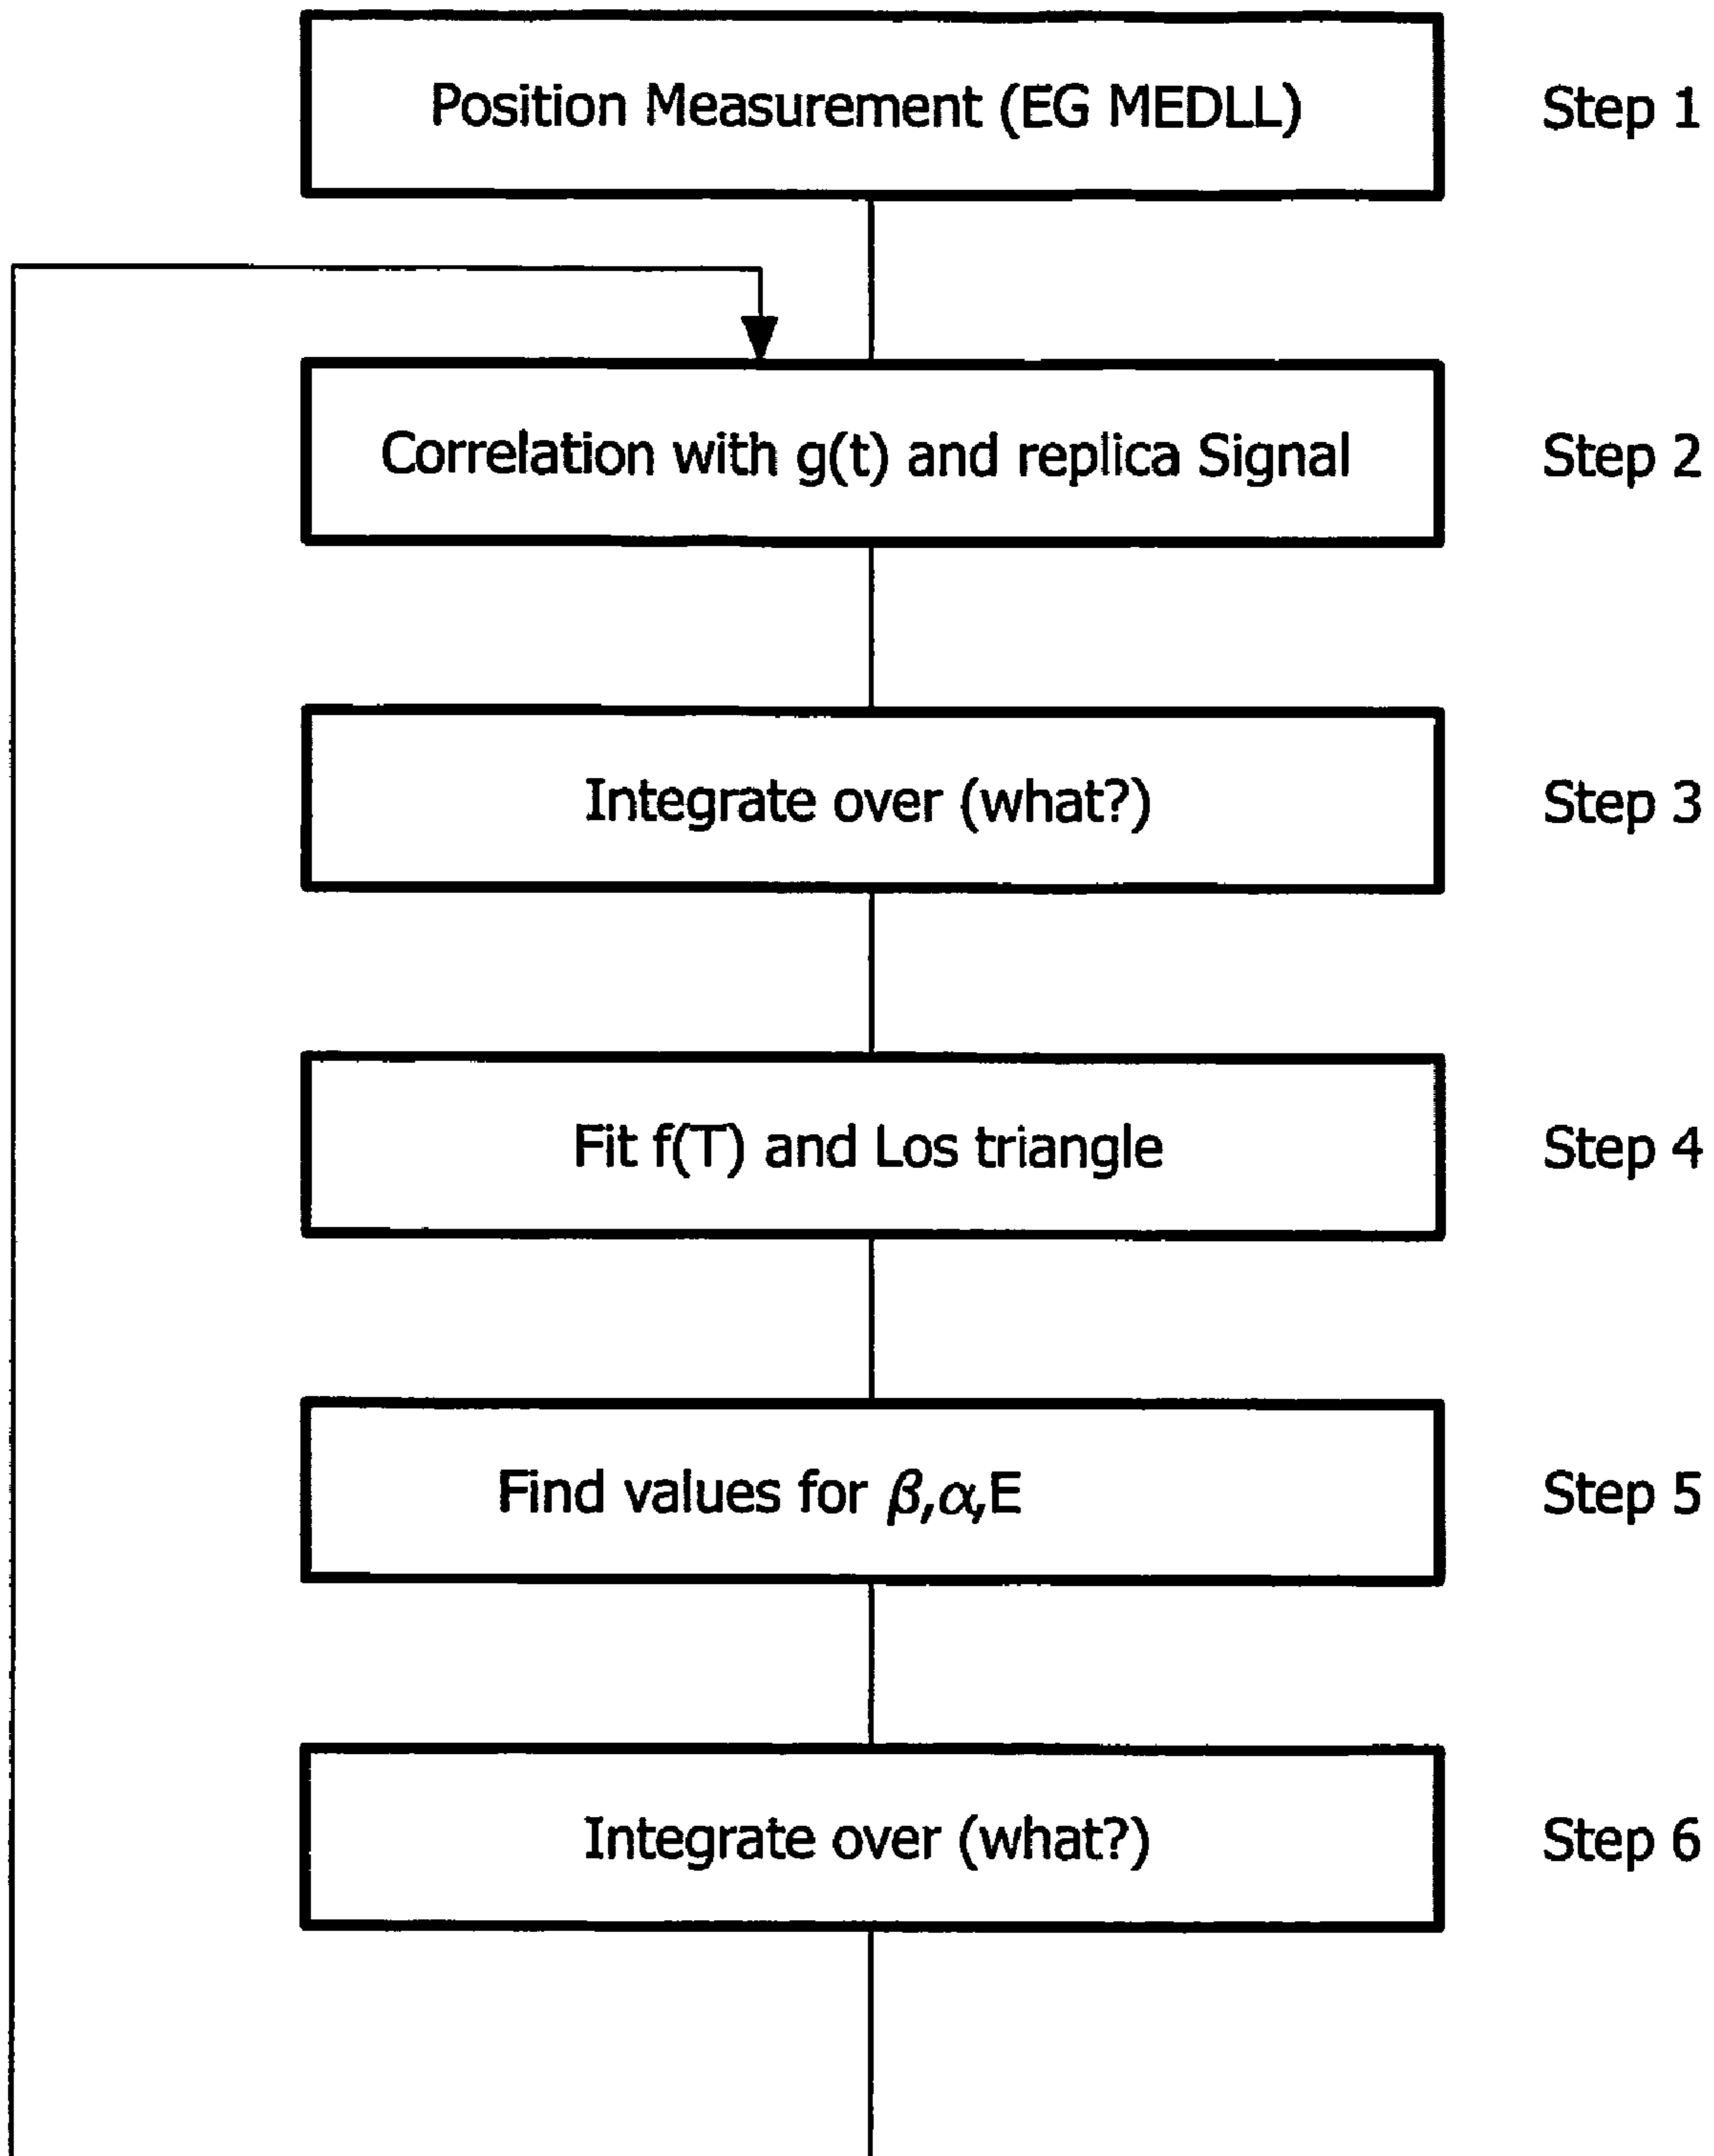 Position Measurement (EG MEDLL)
Step 1
Correlation with g(t) and replica Signal
Step 2
Integrate over (what?)
Step 3
Fit f(T) and Los triangle
Step 4
Find values for β,α,E
Step 5
Integrate over (what?)
Step 6